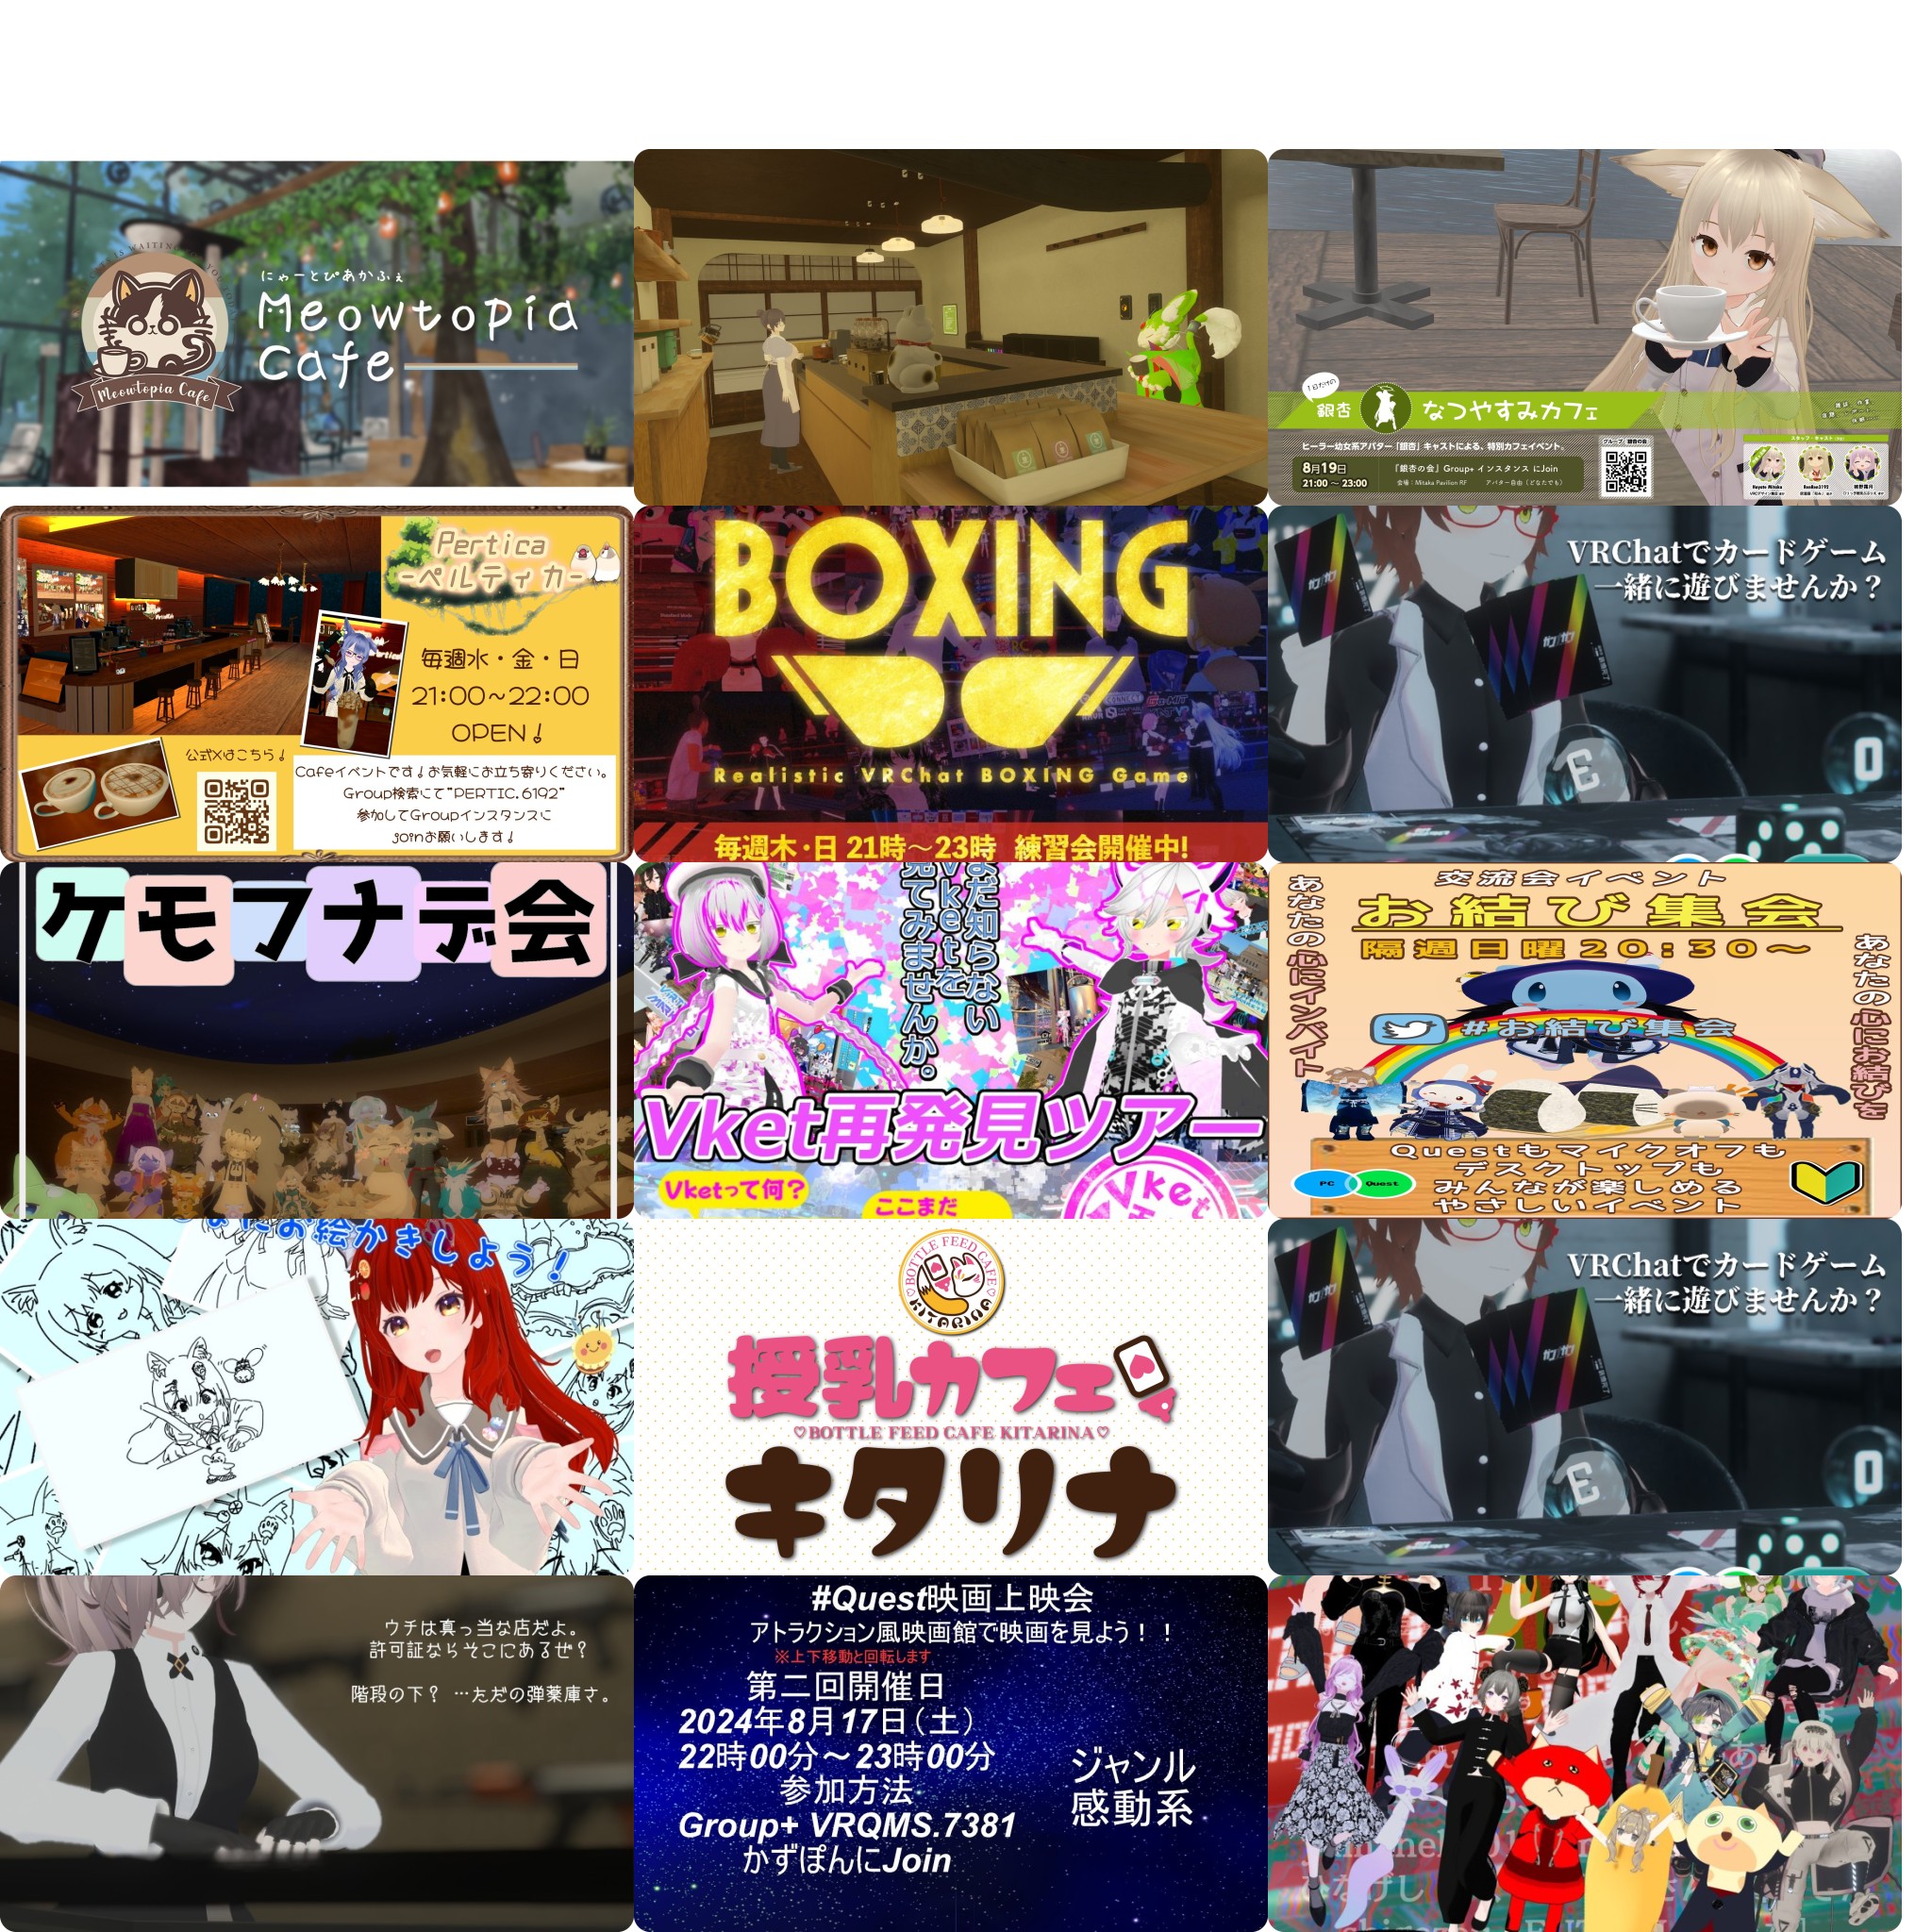 にゃーとぴあかふぇ
Meowtopia
Cafe
Meowtopia Cafe
1日だけの
銀杏
なつやすみカフェ
ヒーラー幼女系アバター「銀杏」キャストによる、特別カフェイベント。
8月19日
21:00 ～ 23:00
『銀杏の会』Group+ インスタンス にJoin
会場：Mitaka Pavilion RF
アバター自由（どなたでも）
Pertica
-ペルティカ-
毎週水・金・日
21:00~22:00
OPEN!
公式Xはこちら!
Cafeイベントです!お気軽にお立ち寄りください。
Group検索にて"PERTIC.6192"
参加してGroupインスタンスに
joinお願いします!
BOXING
Realistic VRChat BOXING Game
毎週木・日 21時～23時 練習会開催中!
VRChatでカードゲーム
一緒に遊びませんか？
ケモフナデ会
まだ知らない
Vketを
見てみませんか。
Vket再発見ツアー
Vketって何？
ここまだ
Vket
交流会イベント
お結び集会
隔週日曜20:30～
あなたの心にインバイト
あなたの心にお結びを
#お結び集会
Questもマイクオフも
デスクトップも
みんなが楽しめる
やさしいイベント
PC
Quest
お絵かきしよう！
BOTTLE FEED CAFE
KITARINA
授乳カフェ
♡BOTTLE FEED CAFE KITARINA♡
キタリナ
VRChatでカードゲーム
一緒に遊びませんか？
ウチは真っ当な店だよ。
許可証ならそこにあるぜ？
階段の下？ …ただの弾薬庫さ。
#Quest映画上映会
アトラクション風映画館で映画を見よう！！
※上下移動と回転します
第二回開催日
2024年8月17日（土）
22時00分～23時00分
参加方法
Group+ VRQMS.7381
かずぽんにJoin
ジャンル
感動系